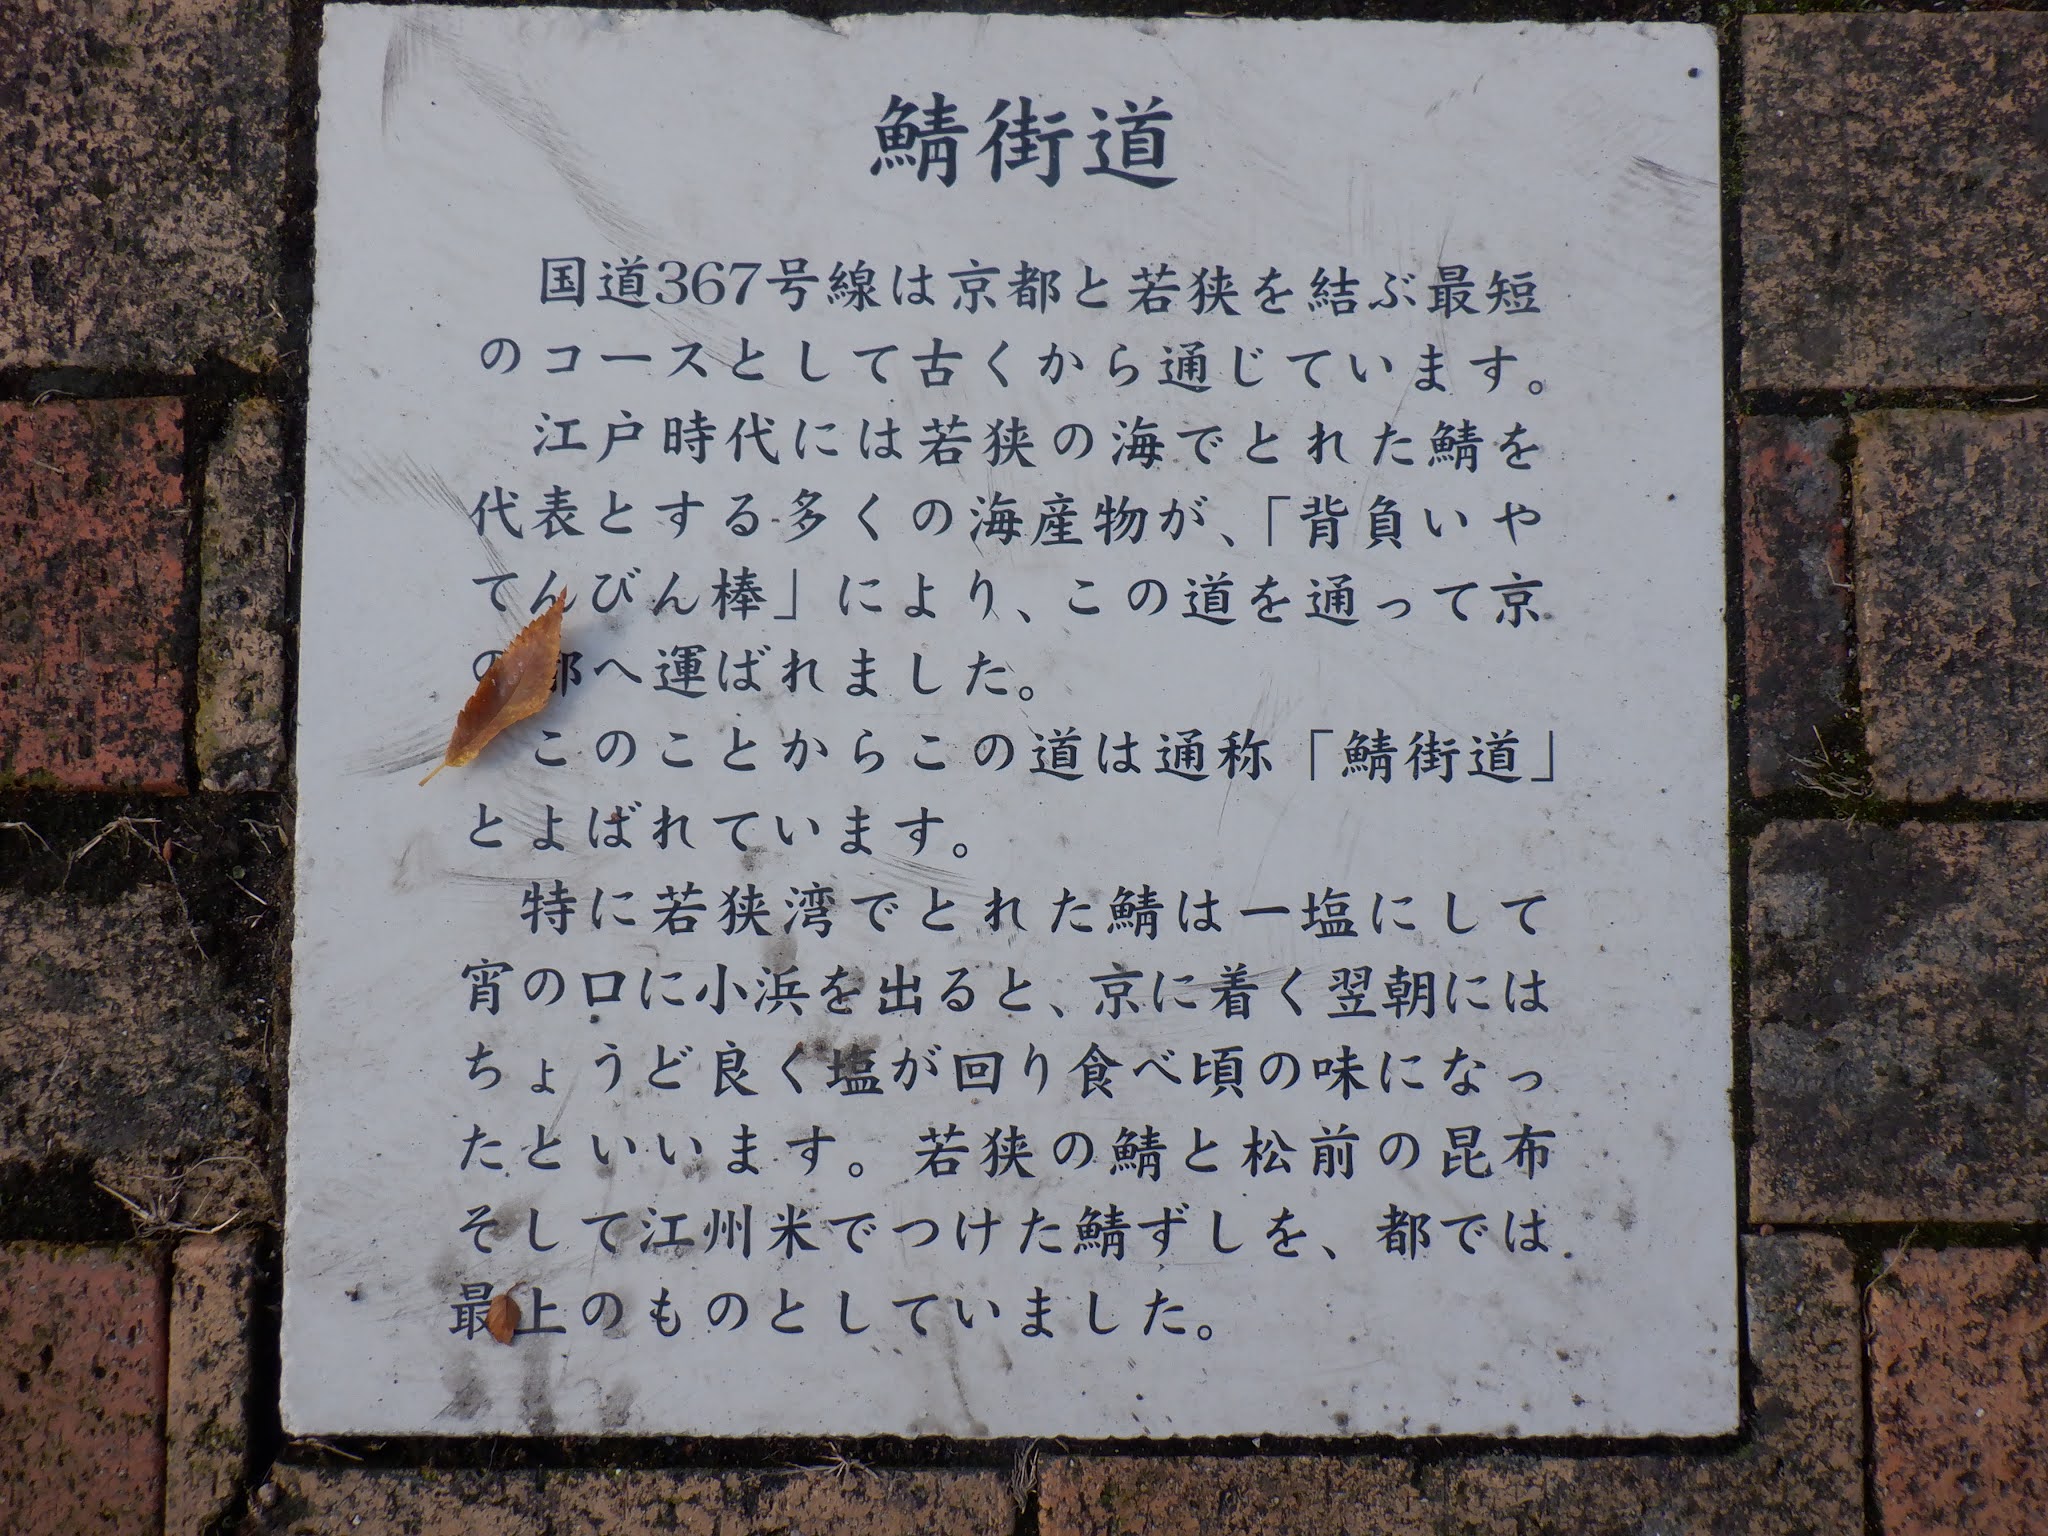 鯖街道
国道367号線は京都と若狭を結ぶ最短
のコースとして古くから通じています。
江戸時代には若狭の海でとれた鯖を
代表とする多くの海産物が、「背負いや
てんびん棒」により、この道を通って京
の都へ運ばれました。
このことからこの道は通称「鯖街道」
とよばれています。
特に若狭湾でとれた鯖は一塩にして
宵の口に小浜を出ると、京に着く翌朝には
ちょうど良く塩が回り食べ頃の味になっ
たといいます。若狭の鯖と松前の昆布
そして江州米でつけた鯖ずしを、都では
最上のものとしていました。